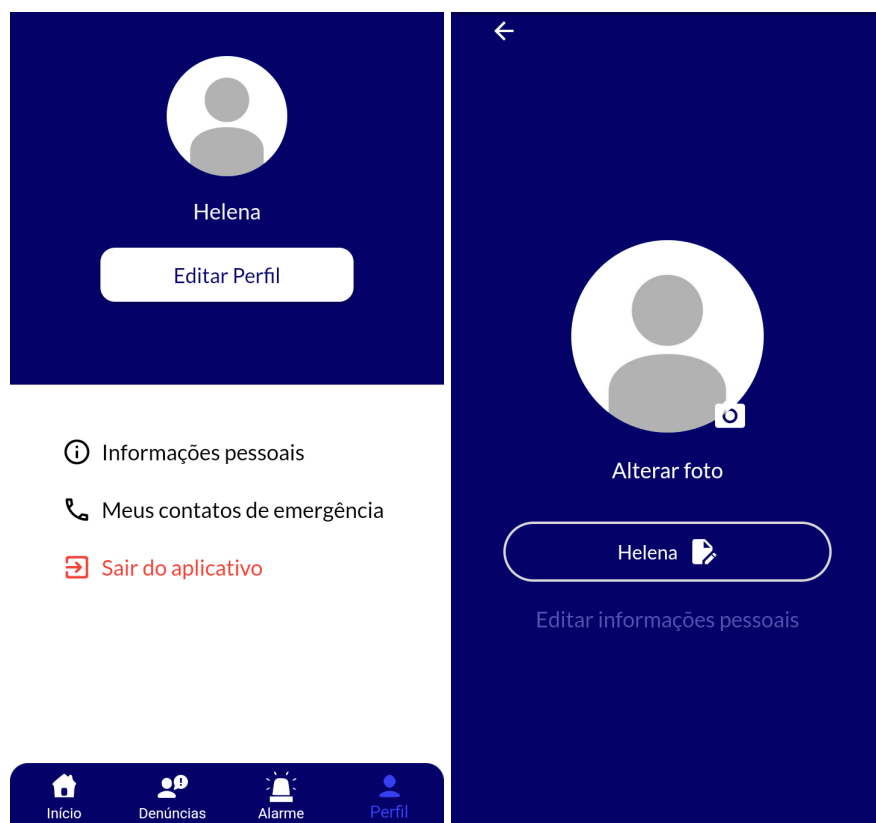 Helena
Editar Perfil
Informações pessoais
Meus contatos de emergência
Sair do aplicativo
Início
Denúncias
Alarme
Perfil
Alterar foto
Helena
Editar informações pessoais